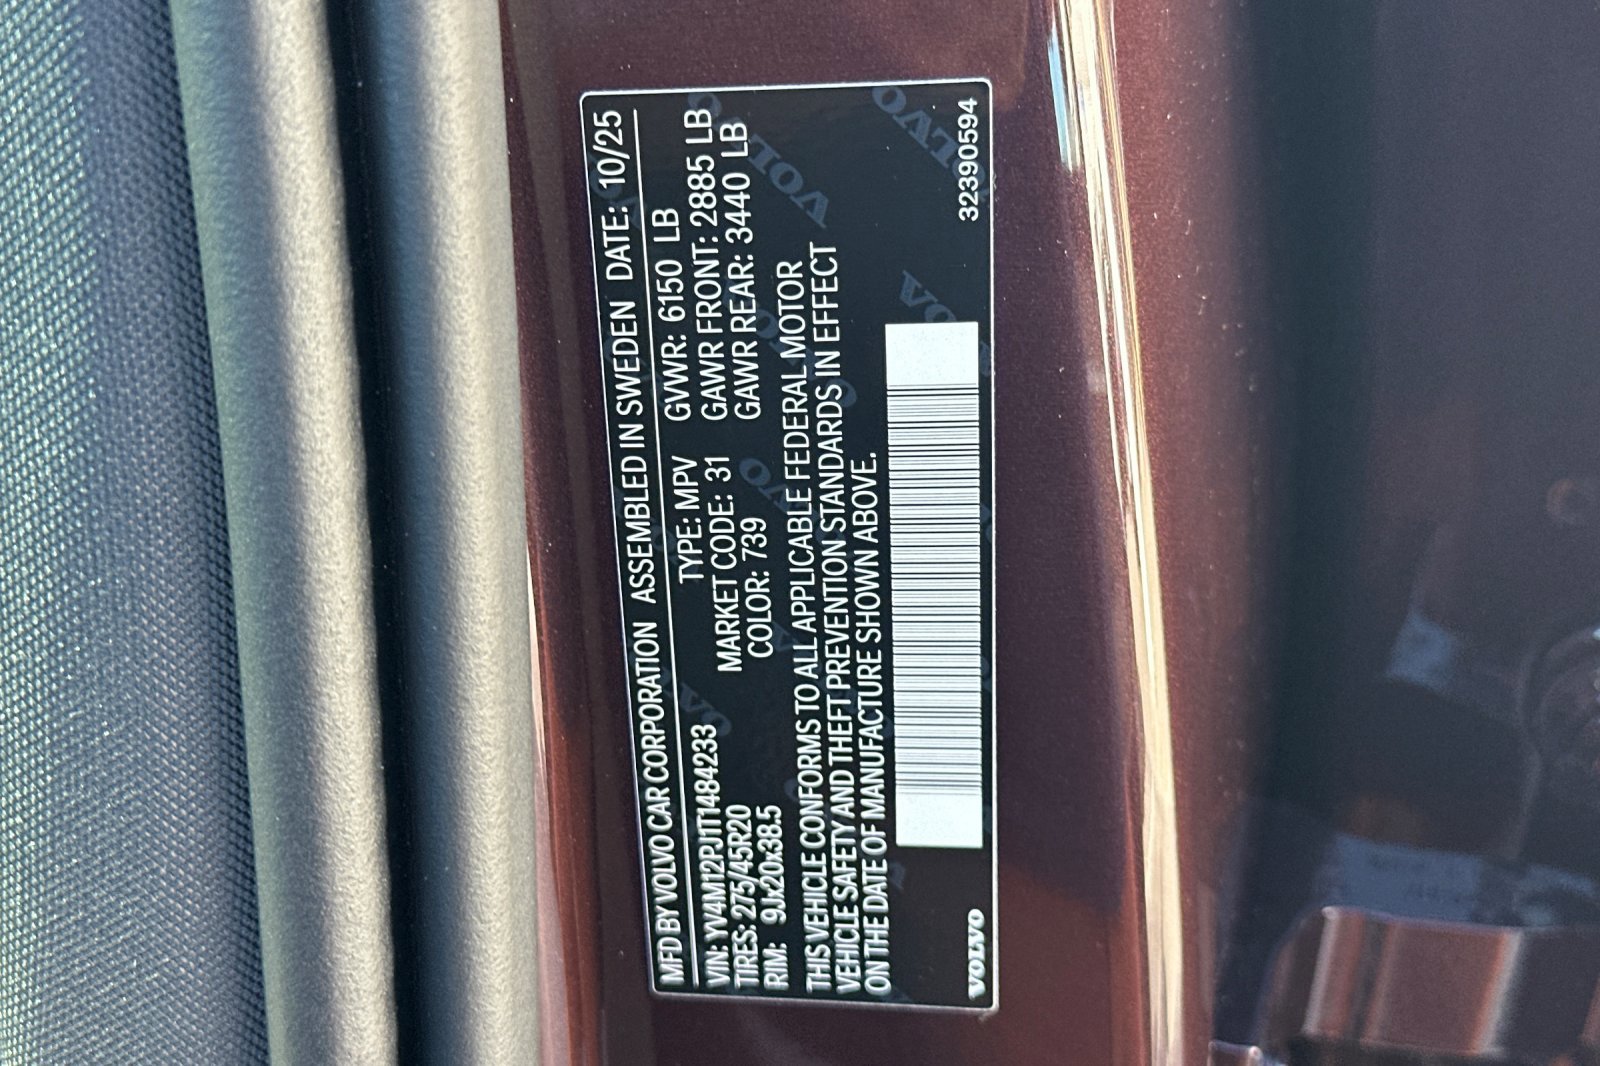 MFD BY VOLVO CAR CORPORATION ASSEMBLED IN SWEDEN DATE: 10/25
VIN: YV4M12PJ1T1484233 TYPE: MPV GVWR: 6150 LB
TIRES: 275/45R20 MARKET CODE: 31 GAWR FRONT: 2885 LB
RIM: 9Jx20x38.5 COLOR: 739 GAWR REAR: 3440 LB
THIS VEHICLE CONFORMS TO ALL APPLICABLE FEDERAL MOTOR
VEHICLE SAFETY AND THEFT PREVENTION STANDARDS IN EFFECT
ON THE DATE OF MANUFACTURE SHOWN ABOVE.
VOLVO 32390594